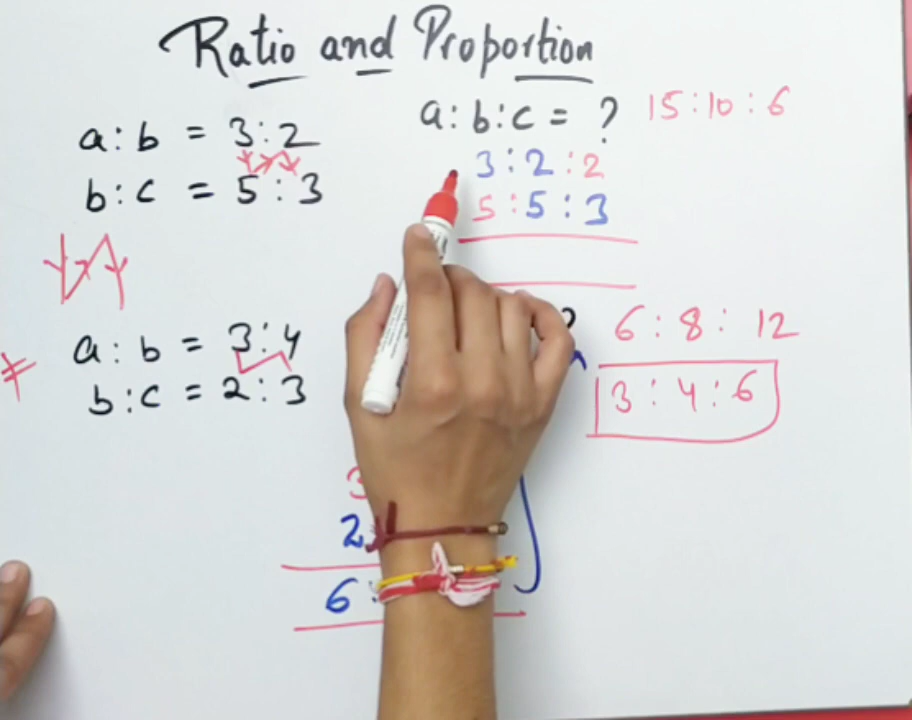 Ratio and Proportion
a : b = 3 : 2
b : c = 5 : 3
a : b : c = ? 15 : 10 : 6
3 : 2 : 2
5 : 5 : 3
a : b = 3 : 4
b : c = 2 : 3
?
6 : 8 : 12
3 : 4 : 6
3
2
6 :